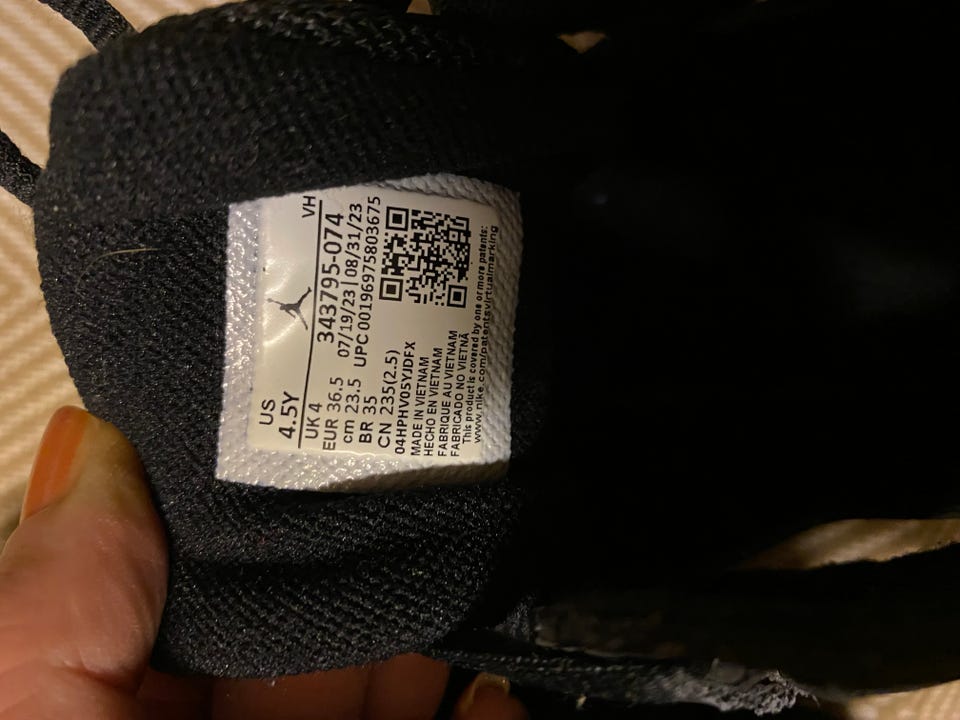 US
4.5Y
VH
UK 4
EUR 36.5
cm 23.5
BR 35
CN 235(2.5)
343795-074
07/19/23|08/31/23
UPC 00196975803675
04HPHV05YJDFX
MADE IN VIETNAM
HECHO EN VIETNAM
FABRIQUE AU VIETNAM
FABRICADO NO VIETNÃ
This product is covered by one or more patents:
www.nike.com/patentsvirtualmarking